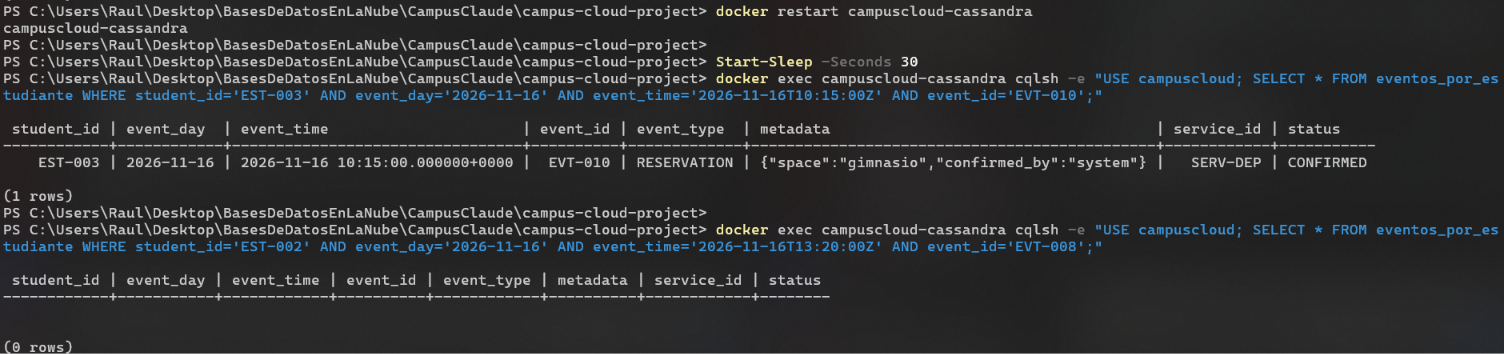 PS C:\Users\Raul\Desktop\BasesDeDatosEnLaNube\CampusClaude\campus-cloud-project> docker restart campuscloud-cassandra
campuscloud-cassandra
PS C:\Users\Raul\Desktop\BasesDeDatosEnLaNube\CampusClaude\campus-cloud-project>
PS C:\Users\Raul\Desktop\BasesDeDatosEnLaNube\CampusClaude\campus-cloud-project> Start-Sleep -Seconds 30
PS C:\Users\Raul\Desktop\BasesDeDatosEnLaNube\CampusClaude\campus-cloud-project> docker exec campuscloud-cassandra cqlsh -e "USE campuscloud; SELECT * FROM eventos_por_es
tudiante WHERE student_id='EST-003' AND event_day='2026-11-16' AND event_time='2026-11-16T10:15:00Z' AND event_id='EVT-010';"
 student_id | event_day  | event_time                      | event_id | event_type  | metadata                                        | service_id | status
------------+------------+---------------------------------+----------+-------------+-------------------------------------------------+------------+-----------
    EST-003 | 2026-11-16 | 2026-11-16 10:15:00.000000+0000 |  EVT-010 | RESERVATION | {"space":"gimnasio","confirmed_by":"system"} |   SERV-DEP | CONFIRMED
(1 rows)
PS C:\Users\Raul\Desktop\BasesDeDatosEnLaNube\CampusClaude\campus-cloud-project>
PS C:\Users\Raul\Desktop\BasesDeDatosEnLaNube\CampusClaude\campus-cloud-project> docker exec campuscloud-cassandra cqlsh -e "USE campuscloud; SELECT * FROM eventos_por_es
tudiante WHERE student_id='EST-002' AND event_day='2026-11-16' AND event_time='2026-11-16T13:20:00Z' AND event_id='EVT-008';"
 student_id | event_day | event_time | event_id | event_type | metadata | service_id | status
------------+-----------+------------+----------+------------+----------+------------+--------
(0 rows)